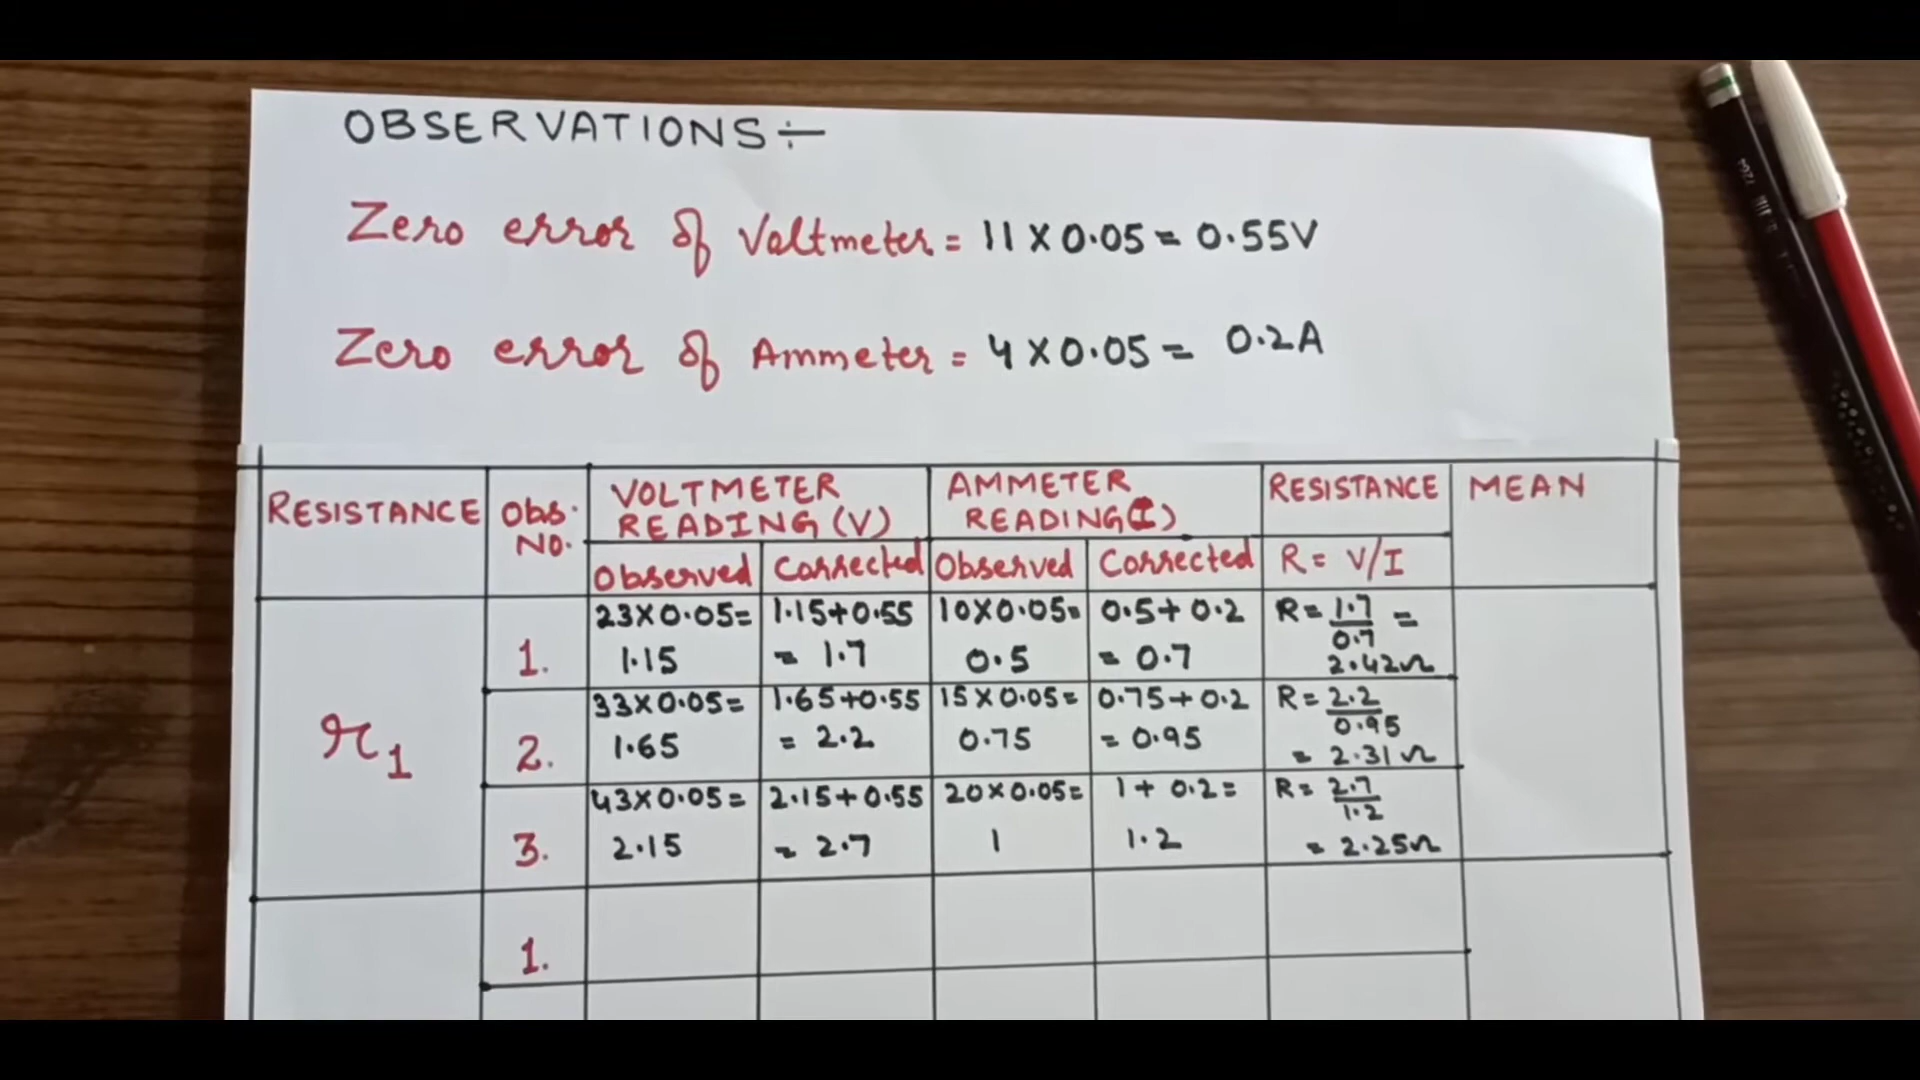 OBSERVATIONS ÷
Zero error of Voltmeter = 11 X 0.05 = 0.55V
Zero error of Ammeter = 4 X 0.05 = 0.2A
RESISTANCE Obs. NO. VOLTMETER READING (V) AMMETER READING (I) RESISTANCE MEAN
Observed Corrected Observed Corrected R = V/I
r1
1. 23X0.05= 1.15 1.15+0.55 = 1.7 10X0.05= 0.5 0.5+0.2 = 0.7 R = 1.7/0.7 = 2.42Ω
2. 33X0.05= 1.65 1.65+0.55 = 2.2 15X0.05= 0.75 0.75+0.2 = 0.95 R = 2.2/0.95 = 2.31Ω
3. 43X0.05= 2.15 2.15+0.55 = 2.7 20X0.05= 1 1+0.2= 1.2 R = 2.7/1.2 = 2.25Ω
1.